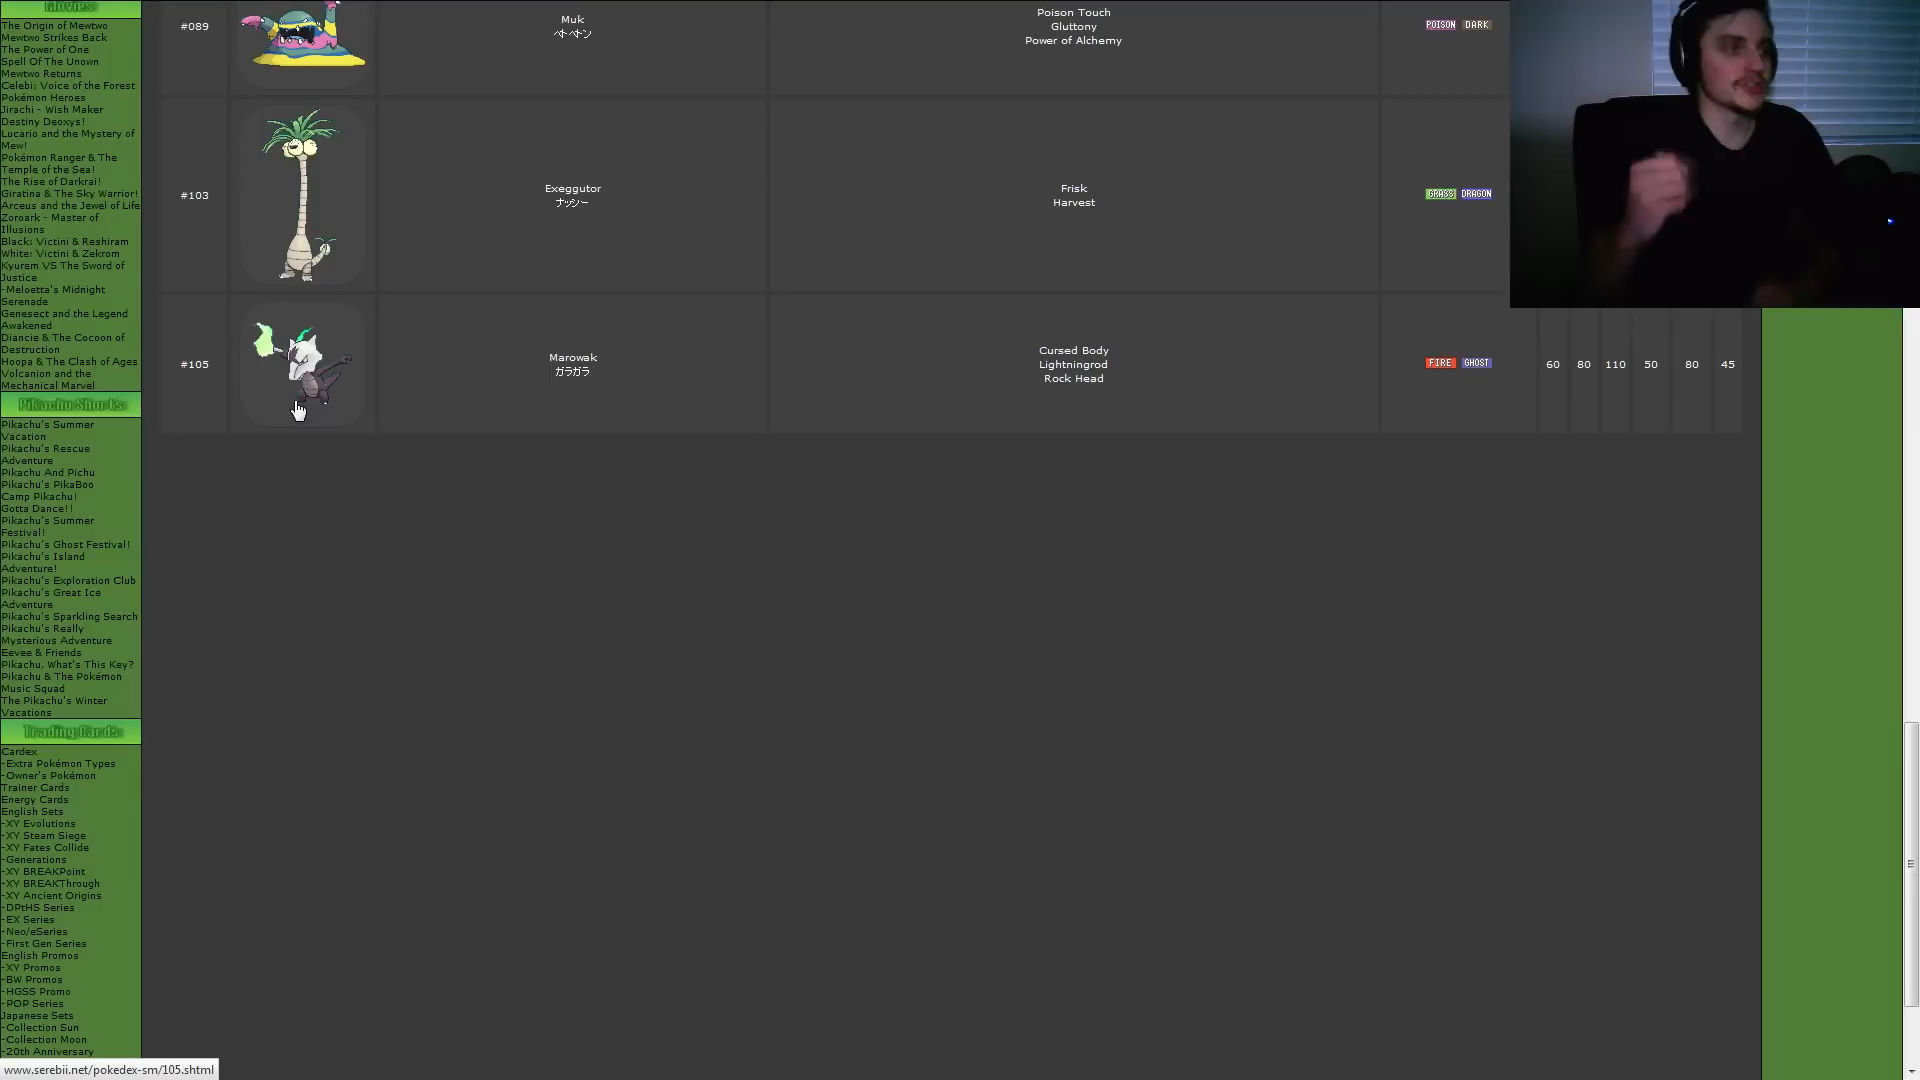 Movies:
The Origin of Mewtwo
Mewtwo Strikes Back
The Power of One
Spell Of The Unown
Mewtwo Returns
Celebi: Voice of the Forest
Pokémon Heroes
Jirachi - Wish Maker
Destiny Deoxys!
Lucario and the Mystery of
Mew!
Pokémon Ranger & The
Temple of the Sea!
The Rise of Darkrai!
Giratina & The Sky Warrior!
Arceus and the Jewel of Life
Zoroark - Master of
Illusions
Black: Victini & Reshiram
White: Victini & Zekrom
Kyurem VS The Sword of
Justice
-Meloetta's Midnight
Serenade
Genesect and the Legend
Awakened
Diancie & The Cocoon of
Destruction
Hoopa & The Clash of Ages
Volcanion and the
Mechanical Marvel
Pikachu Shorts:
Pikachu's Summer
Vacation
Pikachu's Rescue
Adventure
Pikachu And Pichu
Pikachu's PikaBoo
Camp Pikachu!
Gotta Dance!!
Pikachu's Summer
Festival!
Pikachu's Ghost Festival!
Pikachu's Island
Adventure!
Pikachu's Exploration Club
Pikachu's Great Ice
Adventure
Pikachu's Sparkling Search
Pikachu's Really
Mysterious Adventure
Eevee & Friends
Pikachu, What's This Key?
Pikachu & The Pokémon
Music Squad
The Pikachu's Winter
Vacations
Trading Cards:
Cardex
-Extra Pokémon Types
-Owner's Pokémon
Trainer Cards
Energy Cards
English Sets
-XY Evolutions
-XY Steam Siege
-XY Fates Collide
-Generations
-XY BREAKPoint
-XY BREAKThrough
-XY Ancient Origins
-DPtHS Series
-EX Series
-Neo/eSeries
-First Gen Series
English Promos
-XY Promos
-BW Promos
-HGSS Promo
-POP Series
Japanese Sets
-Collection Sun
-Collection Moon
-20th Anniversary
#089
Muk
ベトベトン
Poison Touch
Gluttony
Power of Alchemy
POISON DARK
#103
Exeggutor
ナッシー
Frisk
Harvest
GRASS DRAGON
#105
Marowak
ガラガラ
Cursed Body
Lightningrod
Rock Head
FIRE GHOST
60 80 110 50 80 45
www.serebii.net/pokedex-sm/105.shtml